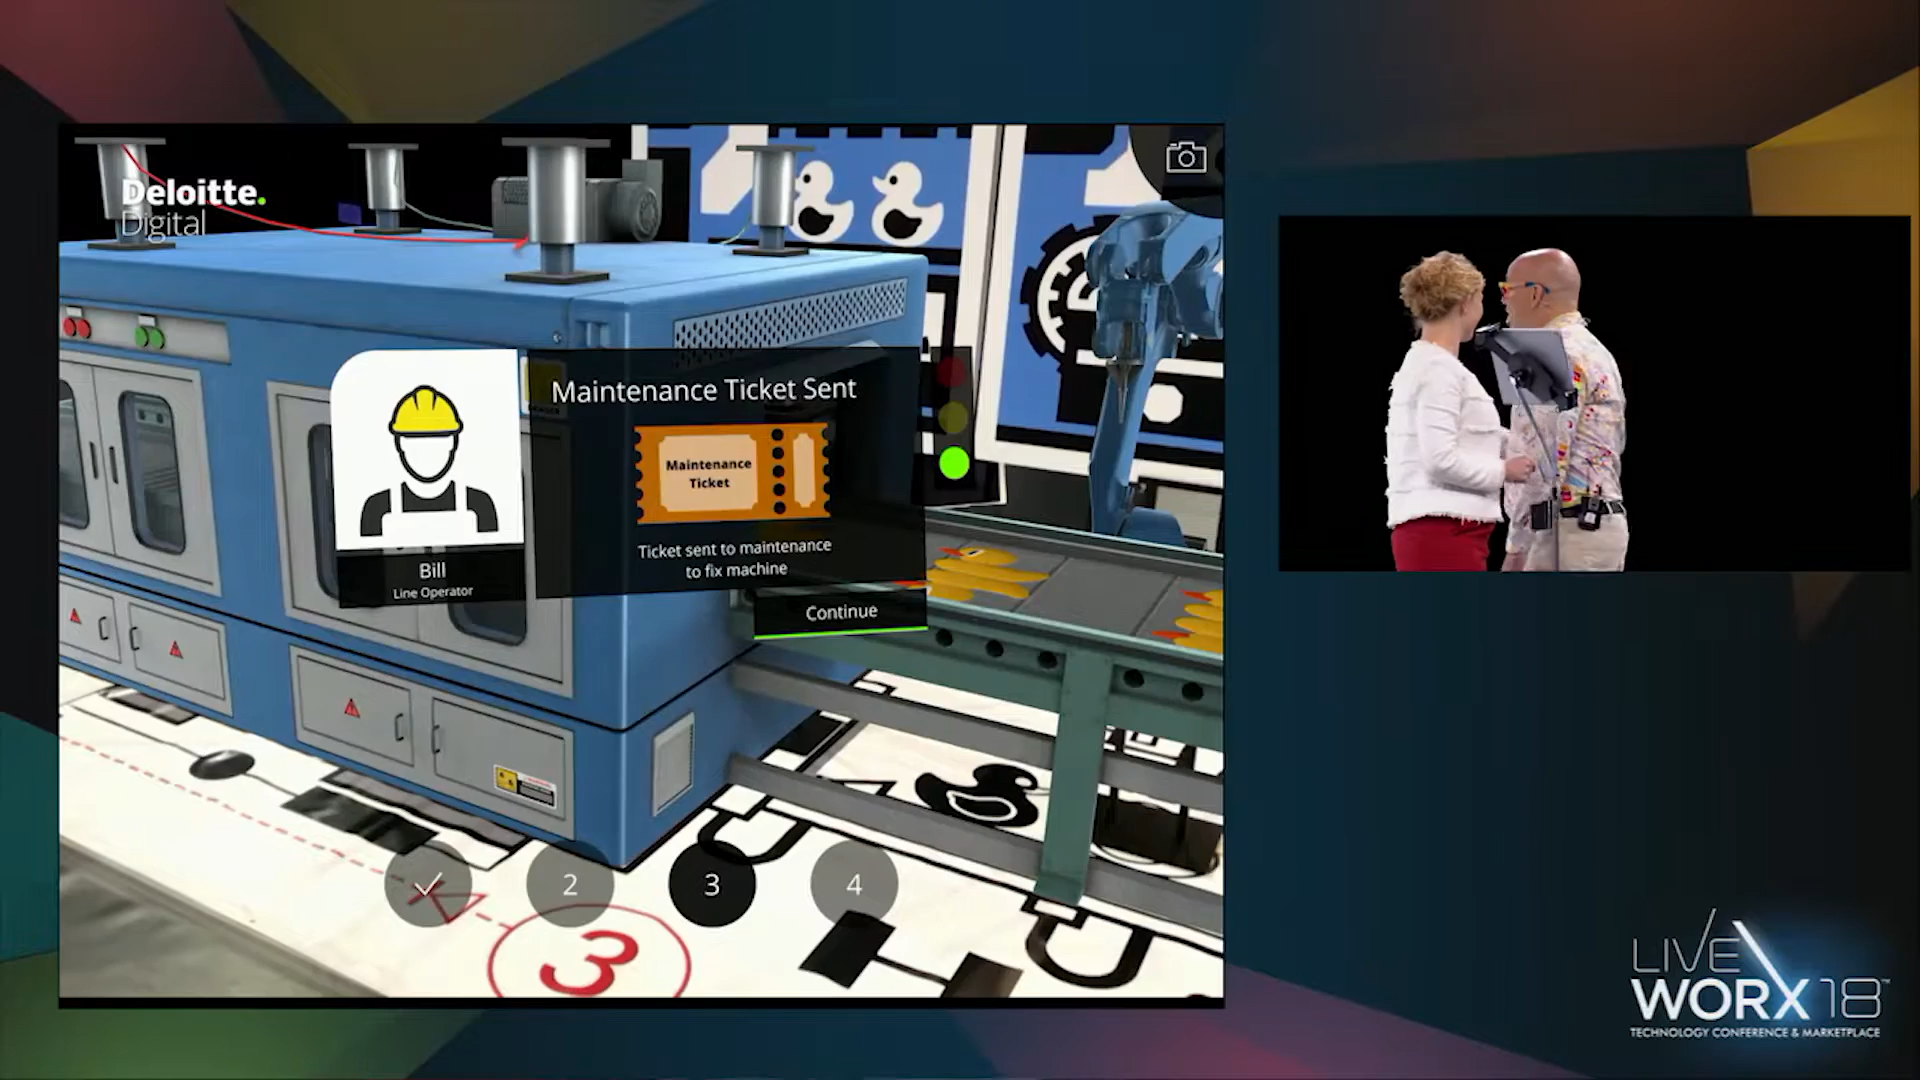 Deloitte.
Digital
Maintenance Ticket Sent
Maintenance
Ticket
Ticket sent to maintenance
to fix machine
Bill
Line Operator
Continue
2
3
4
3
LIVE
WORX 18™
TECHNOLOGY CONFERENCE & MARKETPLACE